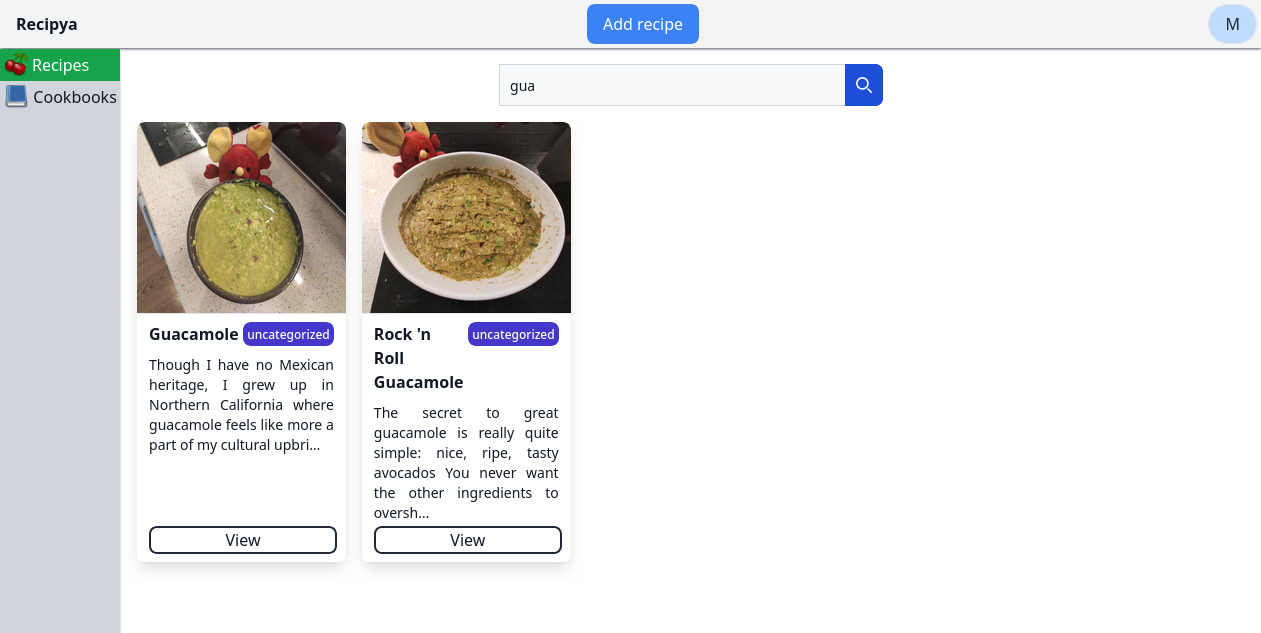 Recipya
Add recipe
M
Recipes
Cookbooks
gua
Guacamole
uncategorized
Though I have no Mexican
heritage, I grew up in
Northern California where
guacamole feels like more a
part of my cultural upbri...
View
Rock 'n
Roll
Guacamole
uncategorized
The secret to great
guacamole is really quite
simple: nice, ripe, tasty
avocados You never want
the other ingredients to
oversh...
View